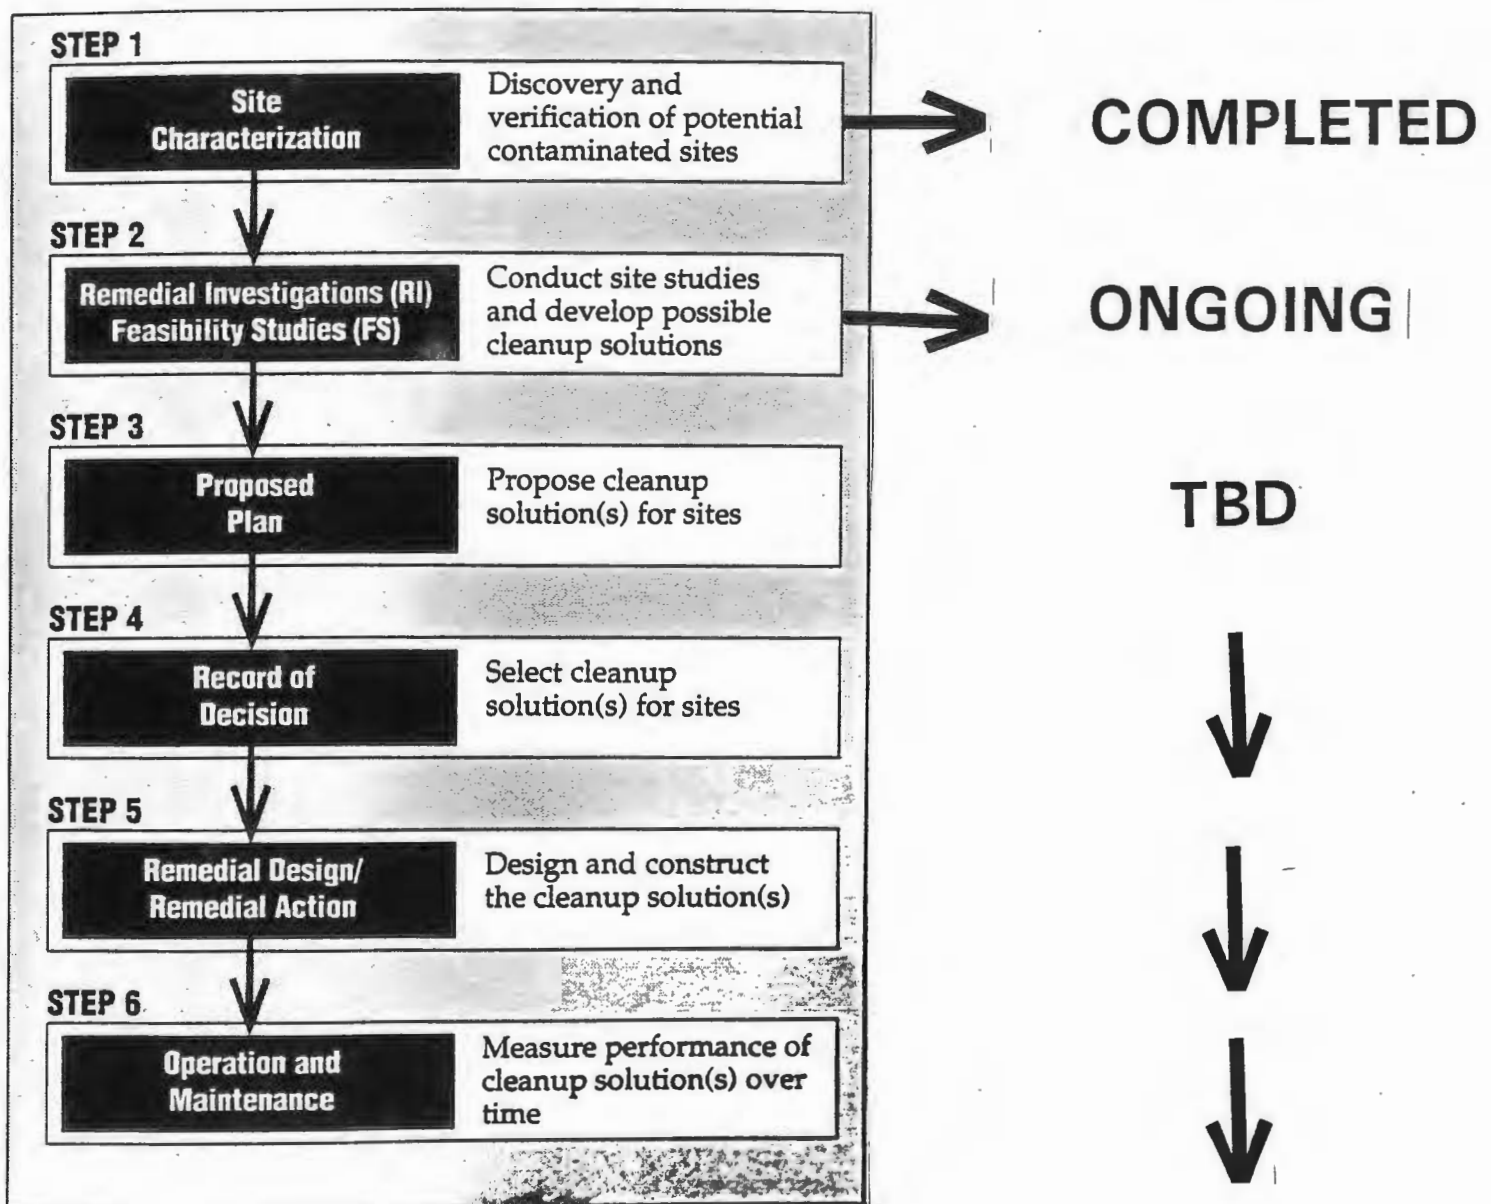 STEP 1
Site
Characterization
Discovery and
verification of potential
contaminated sites
COMPLETED
STEP 2
Remedial Investigations (RI)
Feasibility Studies (FS)
Conduct site studies
and develop possible
cleanup solutions
ONGOING
STEP 3
Proposed
Plan
Propose cleanup
solution(s) for sites
TBD
STEP 4
Record of
Decision
Select cleanup
solution(s) for sites
STEP 5
Remedial Design/
Remedial Action
Design and construct
the cleanup solution(s)
STEP 6
Operation and
Maintenance
Measure performance of
cleanup solution(s) over
time